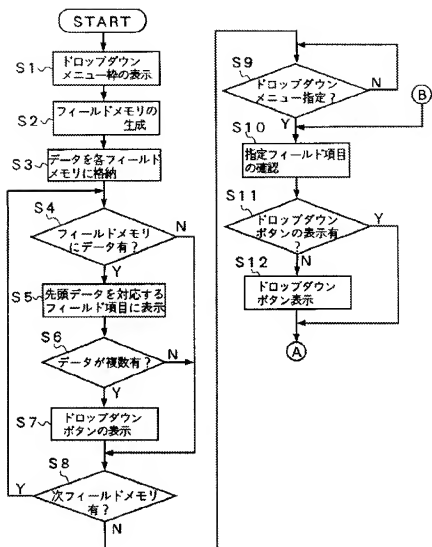 START
S1
ドロップダウン
メニュー枠の表示
S2
フィールドメモリの
生成
S3
データを各フィールド
メモリに格納
S4
フィールドメモリ
にデータ有?
N
Y
S5
先頭データを対応する
フィールド項目に表示
S6
データが複数有?
N
Y
S7
ドロップダウン
ボタンの表示
S8
次フィールドメモリ
有?
Y
N
S9
ドロップダウン
メニュー指定?
N
Y
B
S10
指定フィールド項目
の確認
S11
ドロップダウン
ボタンの表示有
?
Y
N
S12
ドロップダウン
ボタン表示
A